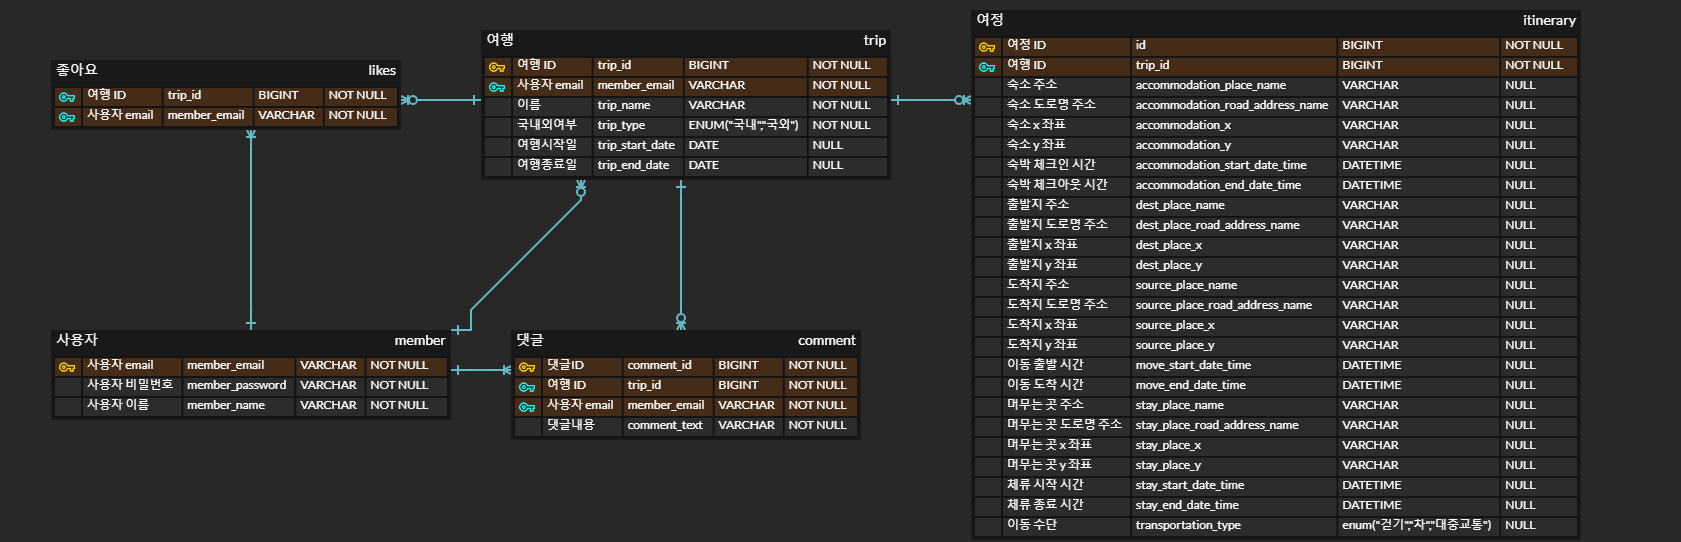 좋아요 likes
여행 ID trip_id BIGINT NOT NULL
사용자 email member_email VARCHAR NOT NULL
여행 trip
여행 ID trip_id BIGINT NOT NULL
사용자 email member_email VARCHAR NOT NULL
이름 trip_name VARCHAR NOT NULL
국내외여부 trip_type ENUM("국내","국외") NOT NULL
여행시작일 trip_start_date DATE NULL
여행종료일 trip_end_date DATE NULL
여정 itinerary
여정 ID id BIGINT NOT NULL
여행 ID trip_id BIGINT NOT NULL
숙소 주소 accommodation_place_name VARCHAR NULL
숙소 도로명 주소 accommodation_road_address_name VARCHAR NULL
숙소 x 좌표 accommodation_x VARCHAR NULL
숙소 y 좌표 accommodation_y VARCHAR NULL
숙박 체크인 시간 accommodation_start_date_time DATETIME NULL
숙박 체크아웃 시간 accommodation_end_date_time DATETIME NULL
출발지 주소 dest_place_name VARCHAR NULL
출발지 도로명 주소 dest_place_road_address_name VARCHAR NULL
출발지 x 좌표 dest_place_x VARCHAR NULL
출발지 y 좌표 dest_place_y VARCHAR NULL
도착지 주소 source_place_name VARCHAR NULL
도착지 도로명 주소 source_place_road_address_name VARCHAR NULL
도착지 x 좌표 source_place_x VARCHAR NULL
도착지 y 좌표 source_place_y VARCHAR NULL
이동 출발 시간 move_start_date_time DATETIME NULL
이동 도착 시간 move_end_date_time DATETIME NULL
머무는 곳 주소 stay_place_name VARCHAR NULL
머무는 곳 도로명 주소 stay_place_road_address_name VARCHAR NULL
머무는 곳 x 좌표 stay_place_x VARCHAR NULL
머무는 곳 y 좌표 stay_place_y VARCHAR NULL
체류 시작 시간 stay_start_date_time DATETIME NULL
체류 종료 시간 stay_end_date_time DATETIME NULL
이동 수단 transportation_type enum("걷기","차","대중교통") NULL
사용자 member
사용자 email member_email VARCHAR NOT NULL
사용자 비밀번호 member_password VARCHAR NOT NULL
사용자 이름 member_name VARCHAR NOT NULL
댓글 comment
댓글ID comment_id BIGINT NOT NULL
여행 ID trip_id BIGINT NOT NULL
사용자 email member_email VARCHAR NOT NULL
댓글내용 comment_text VARCHAR NOT NULL